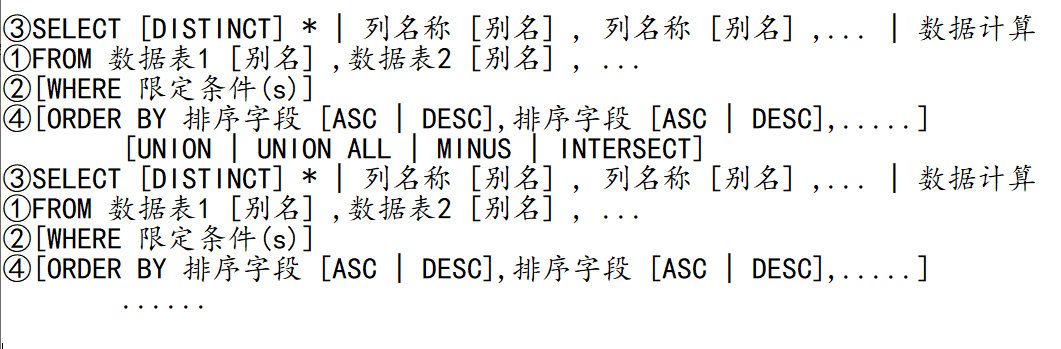 ③SELECT [DISTINCT] * | 列名称 [别名] , 列名称 [别名] ,... | 数据计算
①FROM 数据表1 [别名] ,数据表2 [别名] , ...
②[WHERE 限定条件(s)]
④[ORDER BY 排序字段 [ASC | DESC],排序字段 [ASC | DESC],.....]
[UNION | UNION ALL | MINUS | INTERSECT]
③SELECT [DISTINCT] * | 列名称 [别名] , 列名称 [别名] ,... | 数据计算
①FROM 数据表1 [别名] ,数据表2 [别名] , ...
②[WHERE 限定条件(s)]
④[ORDER BY 排序字段 [ASC | DESC],排序字段 [ASC | DESC],.....]
......